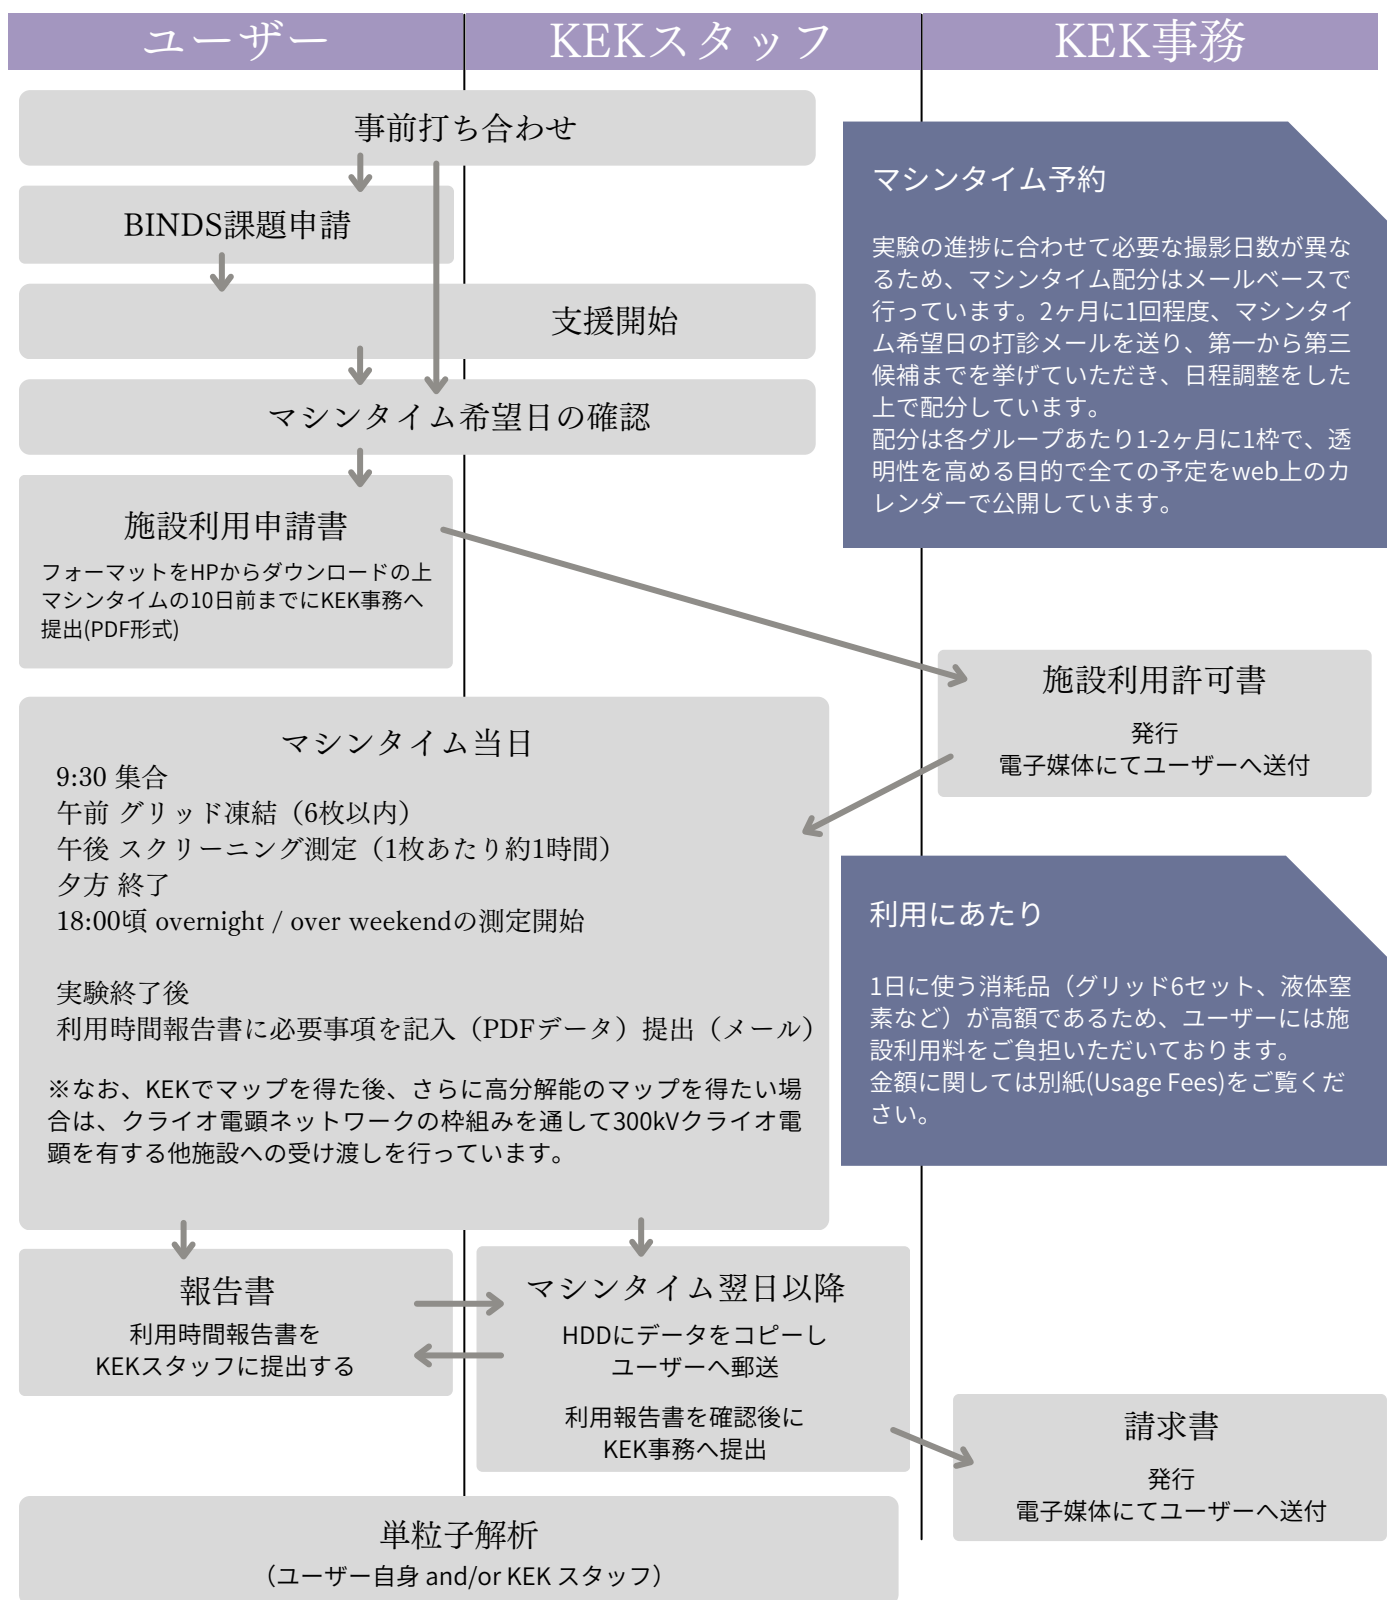 ユーザー
KEKスタッフ
KEK事務
事前打ち合わせ
BINDS課題申請
支援開始
マシンタイム希望日の確認
マシンタイム予約
実験の進捗に合わせて必要な撮影日数が異な
るため、マシンタイム配分はメールベースで
行っています。2ヶ月に1回程度、マシンタイ
ム希望日の打診メールを送り、第一から第三
候補までを挙げていただき、日程調整をした
上で配分しています。
配分は各グループあたり1-2ヶ月に1枠で、透
明性を高める目的で全ての予定をweb上のカ
レンダーで公開しています。
施設利用申請書
フォーマットをHPからダウンロードの上
マシンタイムの10日前までにKEK事務へ
提出(PDF形式)
施設利用許可書
発行
電子媒体にてユーザーへ送付
マシンタイム当日
9:30 集合
午前 グリッド凍結（6枚以内）
午後 スクリーニング測定（1枚あたり約1時間）
夕方 終了
18:00頃 overnight / over weekendの測定開始
実験終了後
利用時間報告書に必要事項を記入（PDFデータ）提出（メール）
※なお、KEKでマップを得た後、さらに高分解能のマップを得たい場
合は、クライオ電顕ネットワークの枠組みを通して300kVクライオ電
顕を有する他施設への受け渡しを行っています。
利用にあたり
1日に使う消耗品（グリッド6セット、液体窒
素など）が高額であるため、ユーザーには施
設利用料をご負担いただいております。
金額に関しては別紙(Usage Fees)をご覧くだ
さい。
報告書
利用時間報告書を
KEKスタッフに提出する
マシンタイム翌日以降
HDDにデータをコピーし
ユーザーへ郵送
利用報告書を確認後に
KEK事務へ提出
請求書
発行
電子媒体にてユーザーへ送付
単粒子解析
（ユーザー自身 and/or KEK スタッフ）